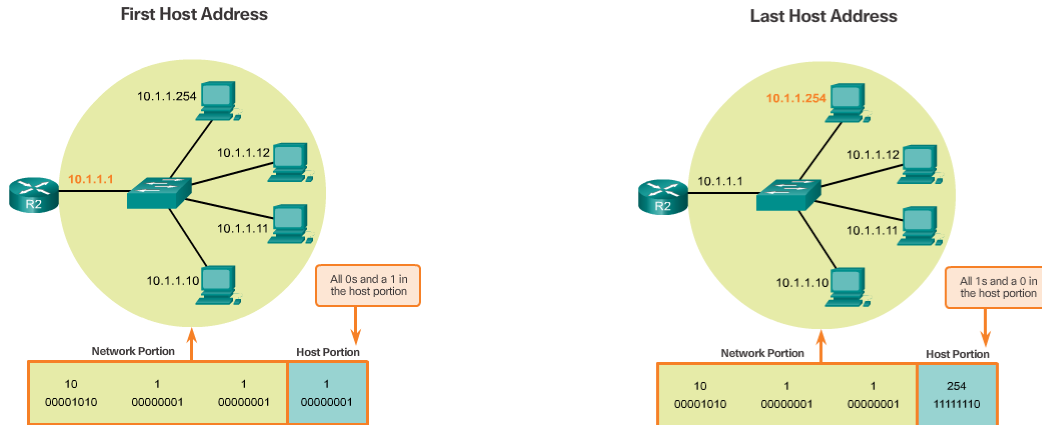 First Host Address
10.1.1.254
10.1.1.12
10.1.1.1
R2
10.1.1.11
10.1.1.10
All 0s and a 1 in
the host portion
Network Portion
Host Portion
10 1 1 1
00001010 00000001 00000001 00000001
Last Host Address
10.1.1.254
10.1.1.12
10.1.1.1
R2
10.1.1.11
10.1.1.10
All 1s and a 0 in
the host portion
Network Portion
Host Portion
10 1 1 254
00001010 00000001 00000001 11111110